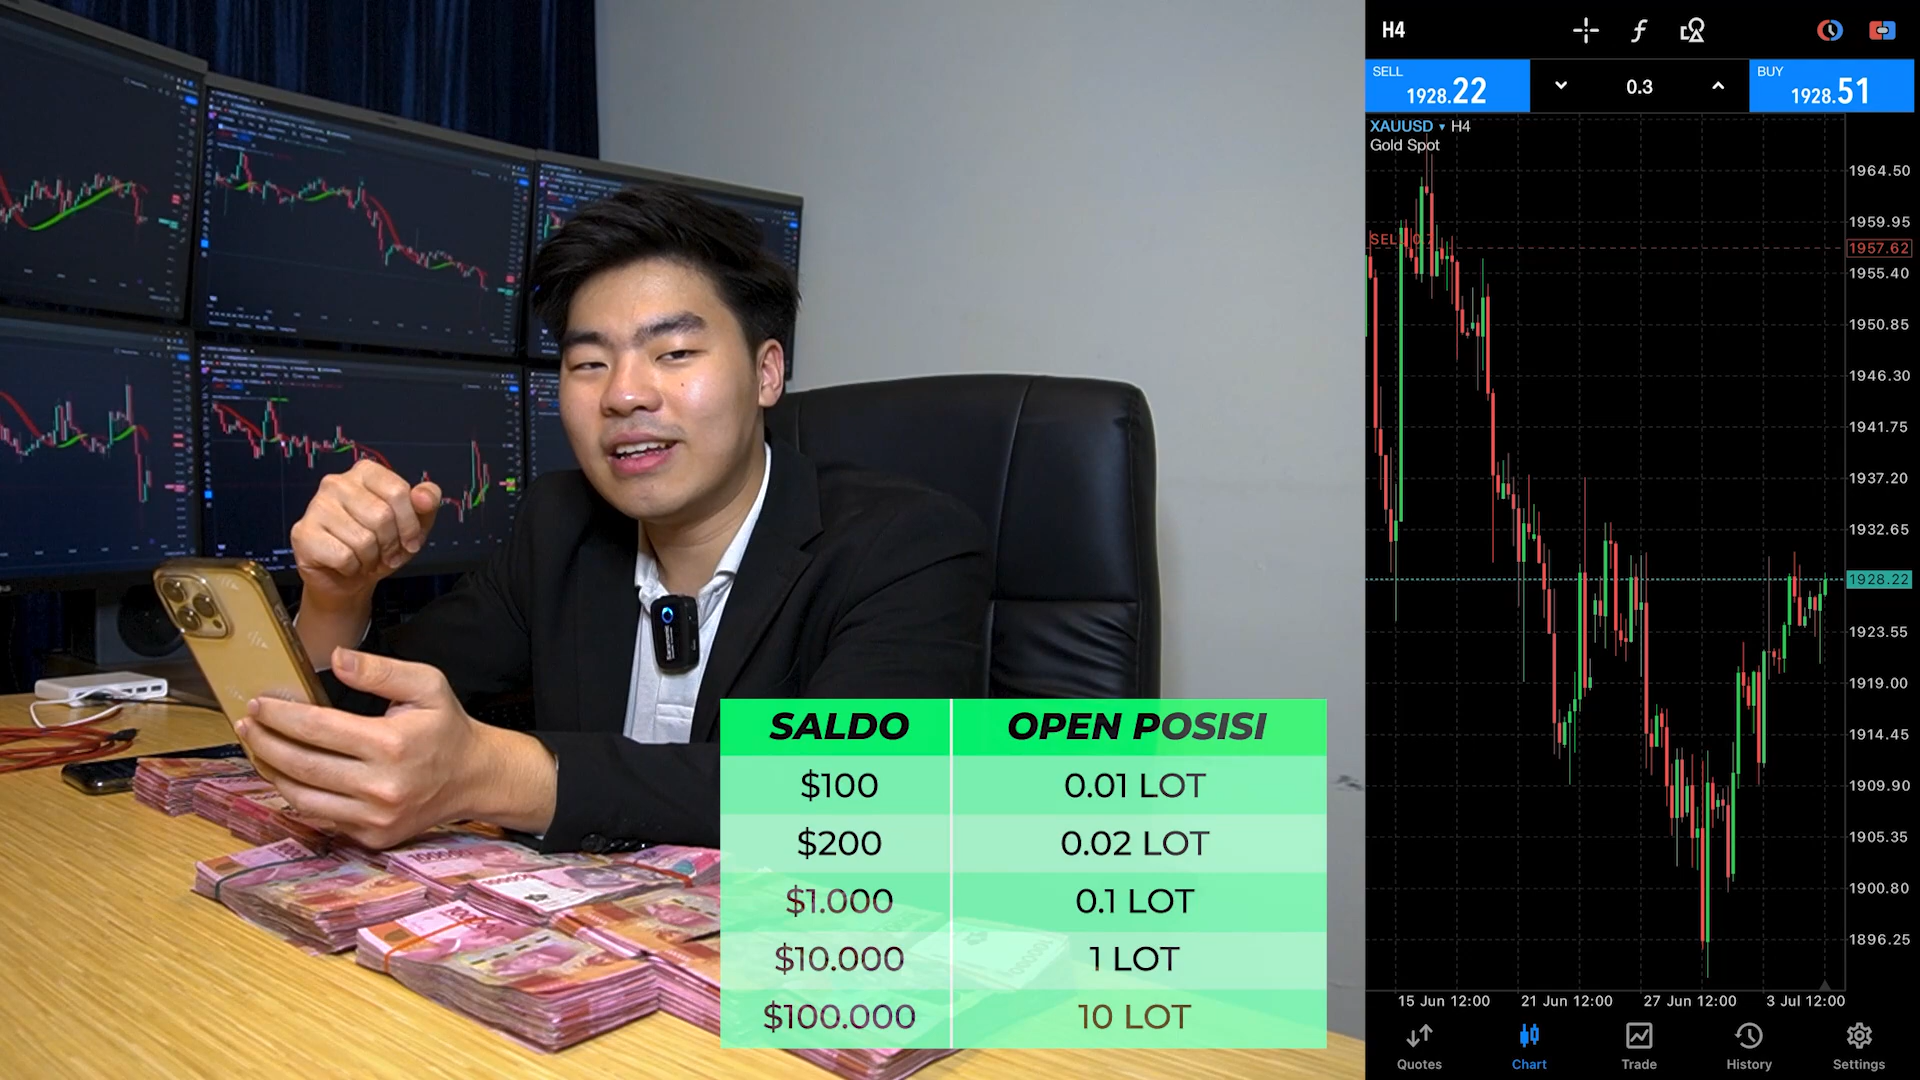 SALDO OPEN POSISI
$100 0.01 LOT
$200 0.02 LOT
$1.000 0.1 LOT
$10.000 1 LOT
$100.000 10 LOT
H4
SELL
1928.22
0.3
BUY
1928.51
XAUUSD ▾ H4
Gold Spot
1964.50
1959.95
1957.62
1955.40
1950.85
1946.30
1941.75
1937.20
1932.65
1928.22
1923.55
1919.00
1914.45
1909.90
1905.35
1900.80
1896.25
15 Jun 12:00 21 Jun 12:00 27 Jun 12:00 3 Jul 12:00
Quotes Chart Trade History Settings